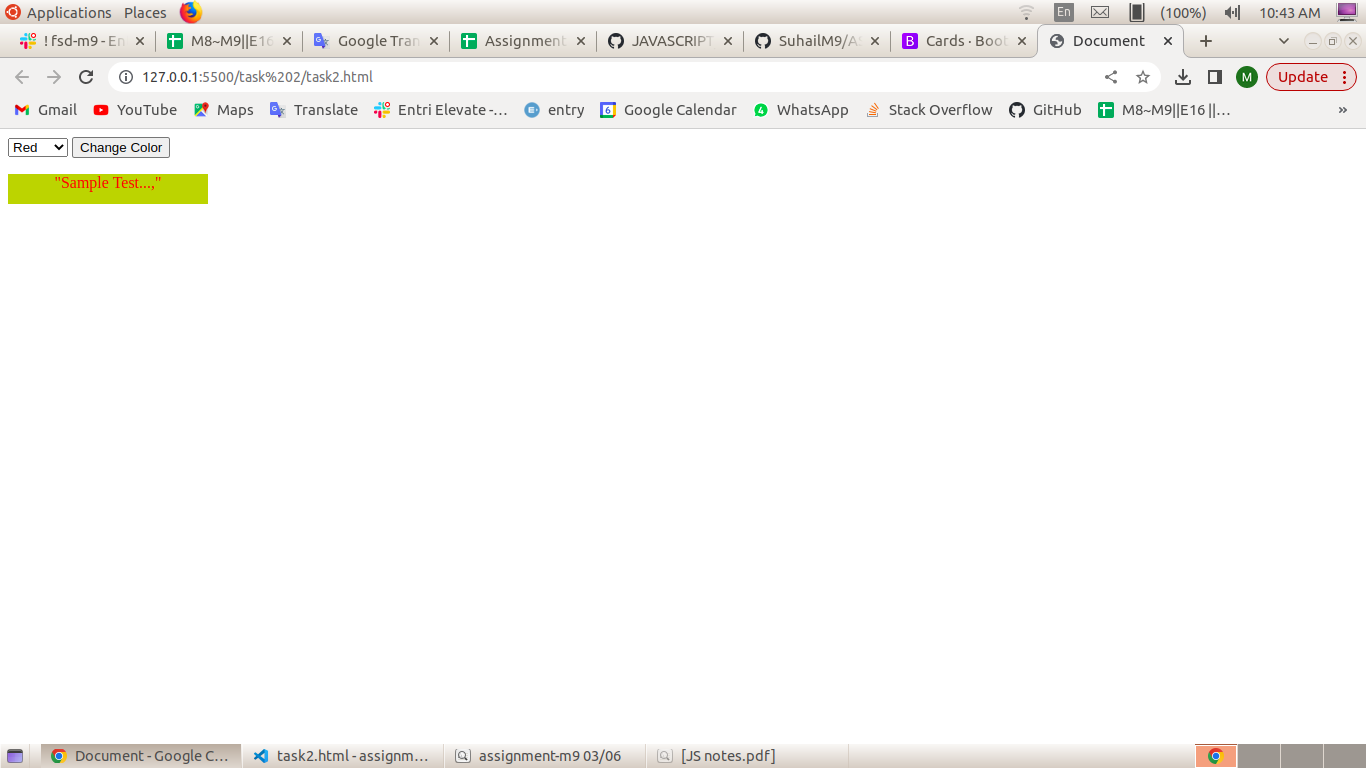 Applications Places
En (100%) 10:43 AM
! fsd-m9 - En M8~M9||E16 Google Tran Assignment JAVASCRIPT SuhailM9/AS Cards · Boot Document
127.0.0.1:5500/task%202/task2.html Update
Gmail YouTube Maps Translate Entri Elevate -... entry Google Calendar WhatsApp Stack Overflow GitHub M8~M9||E16 ||... »
Red Change Color
"Sample Test...,"
Document - Google C... task2.html - assignm... assignment-m9 03/06 [JS notes.pdf]